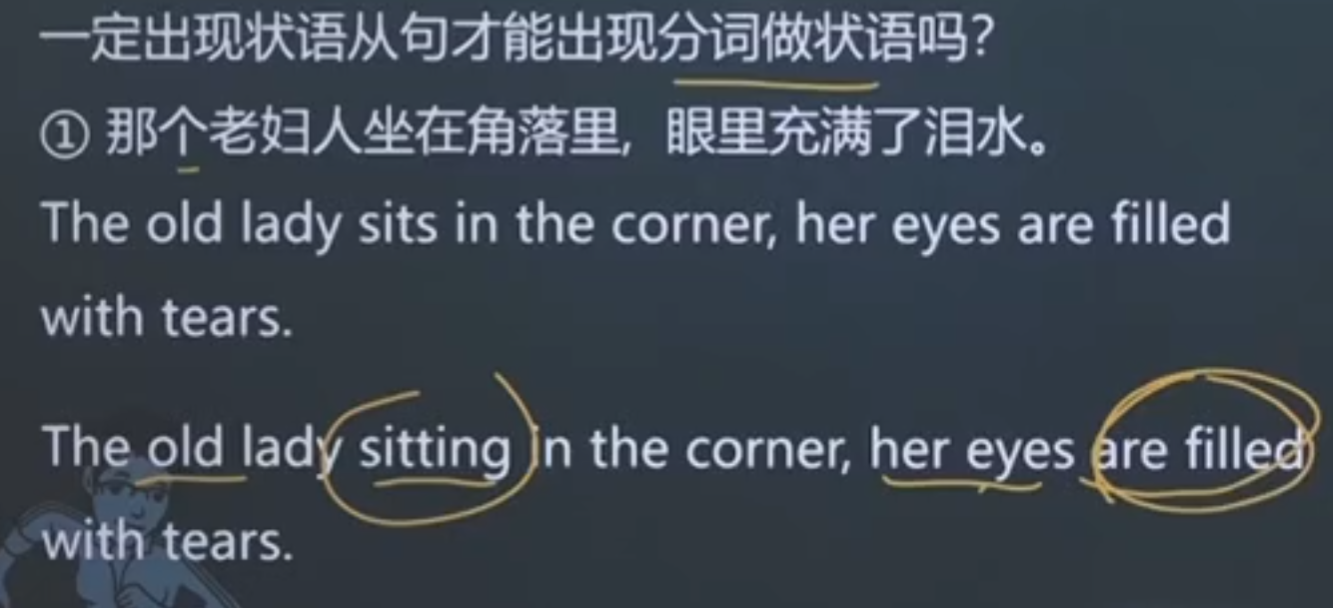 一定出现状语从句才能出现分词做状语吗？
① 那个老妇人坐在角落里，眼里充满了泪水。
The old lady sits in the corner, her eyes are filled
with tears.
The old lady sitting in the corner, her eyes are filled
with tears.